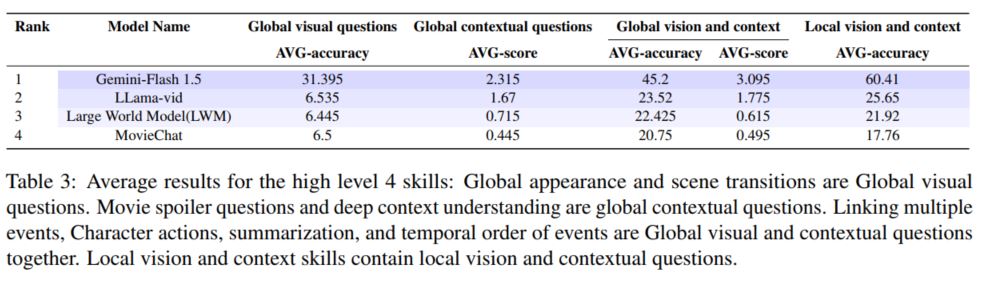 Rank Model Name Global visual questions Global contextual questions Global vision and context Local vision and context
AVG-accuracy AVG-score AVG-accuracy AVG-score AVG-accuracy
1 Gemini-Flash 1.5 31.395 2.315 45.2 3.095 60.41
2 LLama-vid 6.535 1.67 23.52 1.775 25.65
3 Large World Model(LWM) 6.445 0.715 22.425 0.615 21.92
4 MovieChat 6.5 0.445 20.75 0.495 17.76
Table 3: Average results for the high level 4 skills: Global appearance and scene transitions are Global visual
questions. Movie spoiler questions and deep context understanding are global contextual questions. Linking multiple
events, Character actions, summarization, and temporal order of events are Global visual and contextual questions
together. Local vision and context skills contain local vision and contextual questions.